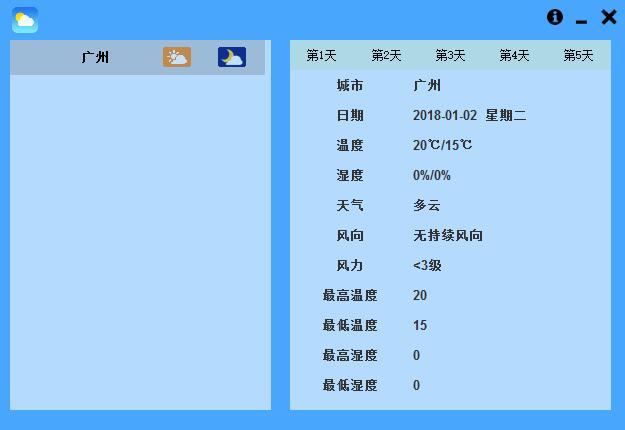 广州
第1天 第2天 第3天 第4天 第5天
城市 广州
日期 2018-01-02 星期二
温度 20℃/15℃
湿度 0%/0%
天气 多云
风向 无持续风向
风力 <3级
最高温度 20
最低温度 15
最高湿度 0
最低湿度 0